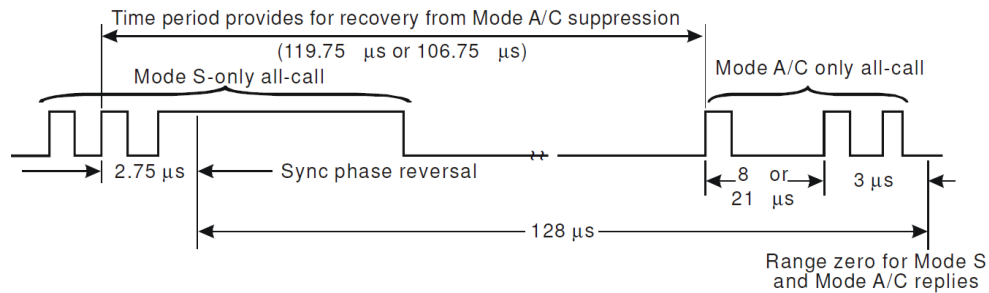 Time period provides for recovery from Mode A/C suppression
(119.75 μs or 106.75 μs)
Mode S-only all-call
Mode A/C only all-call
2.75 μs
Sync phase reversal
8 or
21 μs
3 μs
128 μs
Range zero for Mode S
and Mode A/C replies